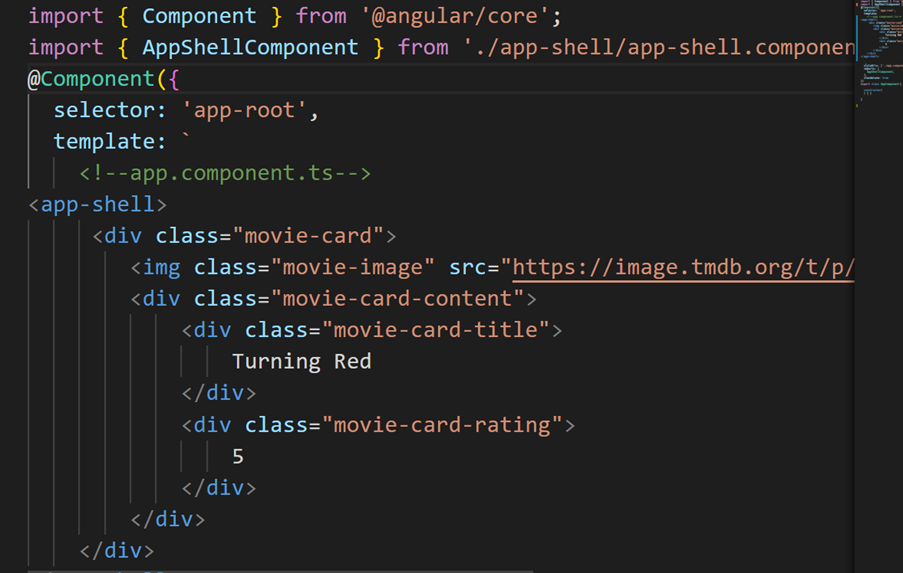 import { Component } from '@angular/core';
import { AppShellComponent } from './app-shell/app-shell.componen
@Component({
selector: 'app-root',
template: `
<!--app.component.ts-->
<app-shell>
<div class="movie-card">
<img class="movie-image" src="https://image.tmdb.org/t/p/
<div class="movie-card-content">
<div class="movie-card-title">
Turning Red
</div>
<div class="movie-card-rating">
5
</div>
</div>
</div>